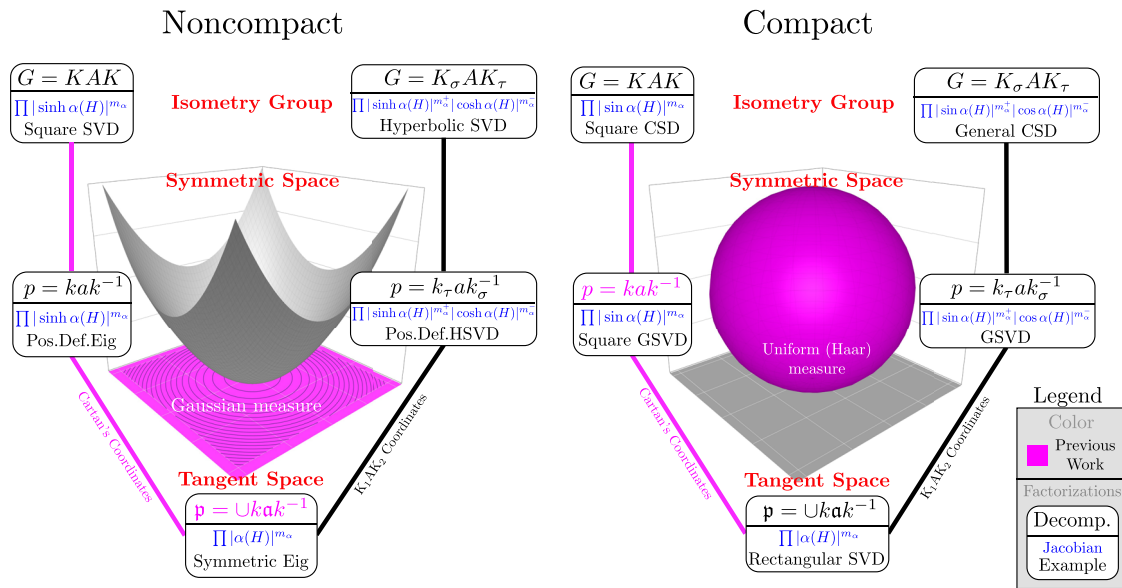 Noncompact
G = KAK
∏ | sinh α(H)|^{m_α}
Square SVD
Isometry Group
G = K_σAK_τ
∏ | sinh α(H)|^{m_α^+}| cosh α(H)|^{m_α^-}
Hyperbolic SVD
Symmetric Space
p = kak^{-1}
∏ | sinh α(H)|^{m_α}
Pos.Def.Eig
p = k_τak_σ^{-1}
∏ | sinh α(H)|^{m_α^+}| cosh α(H)|^{m_α^-}
Pos.Def.HSVD
Gaussian measure
Cartan's Coordinates
K₁AK₂ Coordinates
Tangent Space
𝔭 = ∪k𝔞k^{-1}
∏ |α(H)|^{m_α}
Symmetric Eig
Compact
G = KAK
∏ | sin α(H)|^{m_α}
Square CSD
Isometry Group
G = K_σAK_τ
∏ | sin α(H)|^{m_α^+}| cos α(H)|^{m_α^-}
General CSD
Symmetric Space
p = kak^{-1}
∏ | sin α(H)|^{m_α}
Square GSVD
Uniform (Haar)
measure
p = k_τak_σ^{-1}
∏ | sin α(H)|^{m_α^+}| cos α(H)|^{m_α^-}
GSVD
Cartan's Coordinates
K₁AK₂ Coordinates
Tangent Space
𝔭 = ∪k𝔞k^{-1}
∏ |α(H)|^{m_α}
Rectangular SVD
Legend
Color
Previous
Work
Factorizations
Decomp.
Jacobian
Example